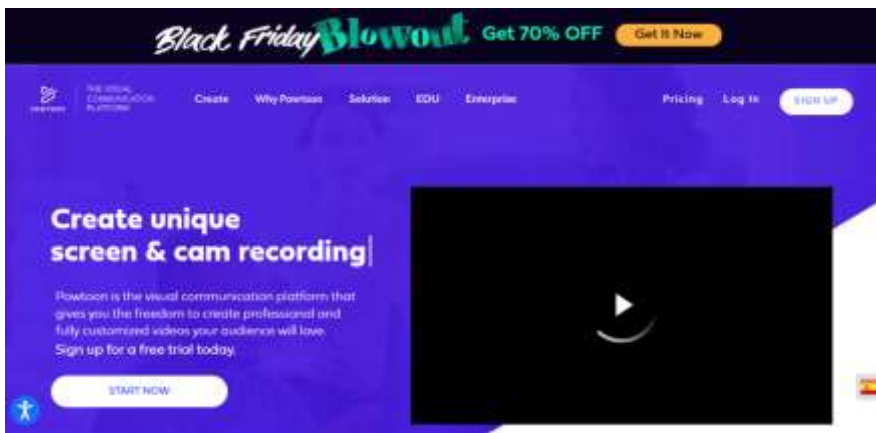 Black Friday Blowout Get 70% OFF Get It Now
POWTOON THE VISUAL
COMMUNICATION
PLATFORM
Create Why Powtoon Solution EDU Enterprise Pricing Log In SIGN UP
Create unique
screen & cam recording
Powtoon is the visual communication platform that
gives you the freedom to create professional and
fully customized videos your audience will love.
Sign up for a free trial today.
START NOW